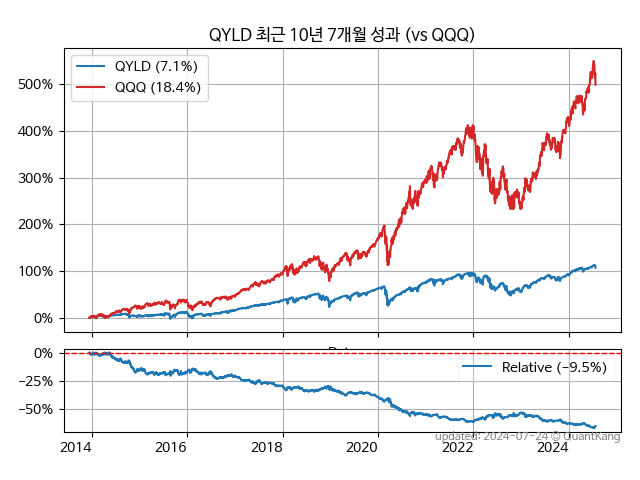 QYLD 최근 10년 7개월 성과 (vs QQQ)
QYLD (7.1%)
QQQ (18.4%)
500%
400%
300%
200%
100%
0%
0%
−25%
−50%
Relative (−9.5%)
2014 2016 2018 2020 2022 2024
updated: 2024-07-24 © QuantKang